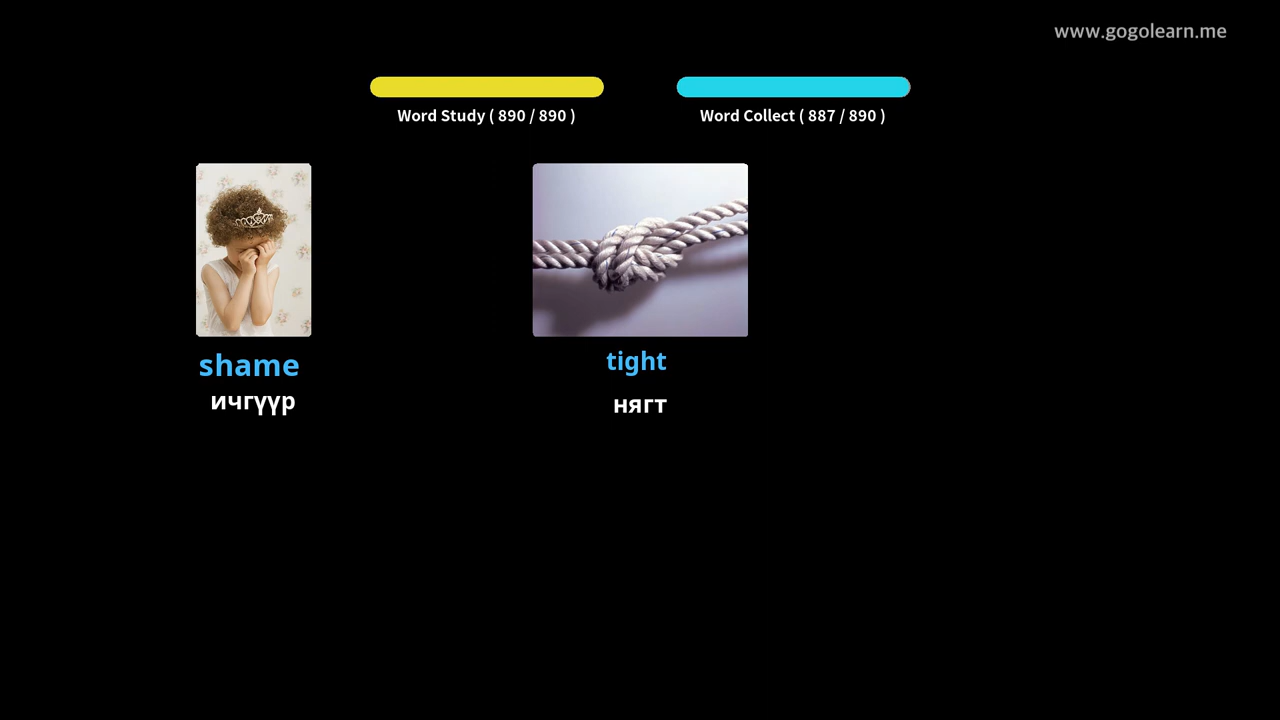 www.gogolearn.me
Word Study ( 890 / 890 )
Word Collect ( 887 / 890 )
shame
ичгүүр
tight
нягт